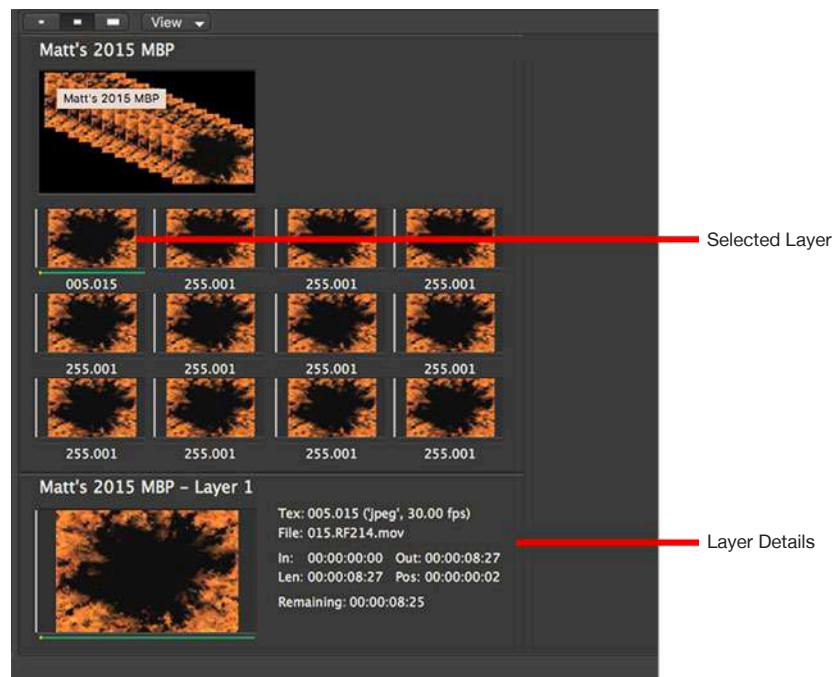 View
Matt's 2015 MBP
Matt's 2015 MBP
Selected Layer
005.015 255.001 255.001 255.001
255.001 255.001 255.001 255.001
255.001 255.001 255.001 255.001
Matt's 2015 MBP – Layer 1
Tex: 005.015 ('jpeg', 30.00 fps)
File: 015.RF214.mov
Layer Details
In: 00:00:00:00 Out: 00:00:08:27
Len: 00:00:08:27 Pos: 00:00:00:02
Remaining: 00:00:08:25